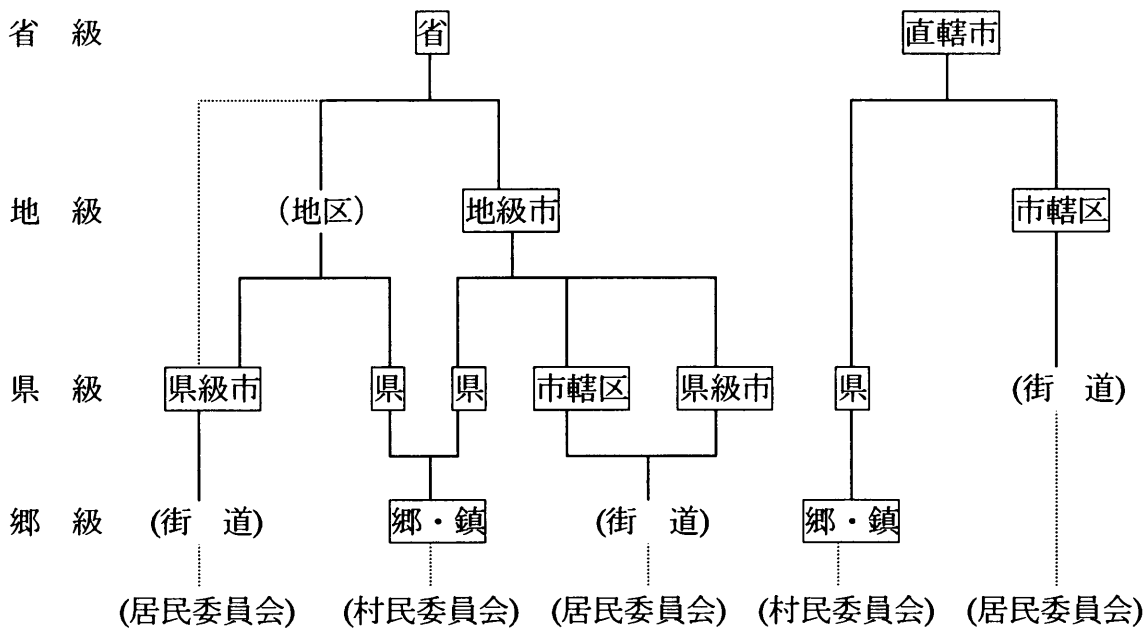 省　級　省　直轄市
地　級　(地区)　地級市　市轄区
県　級　県級市　県　県　市轄区　県級市　県　(街　道)
郷　級　(街　道)　郷・鎮　(街　道)　郷・鎮
(居民委員会)　(村民委員会)　(居民委員会)　(村民委員会)　(居民委員会)